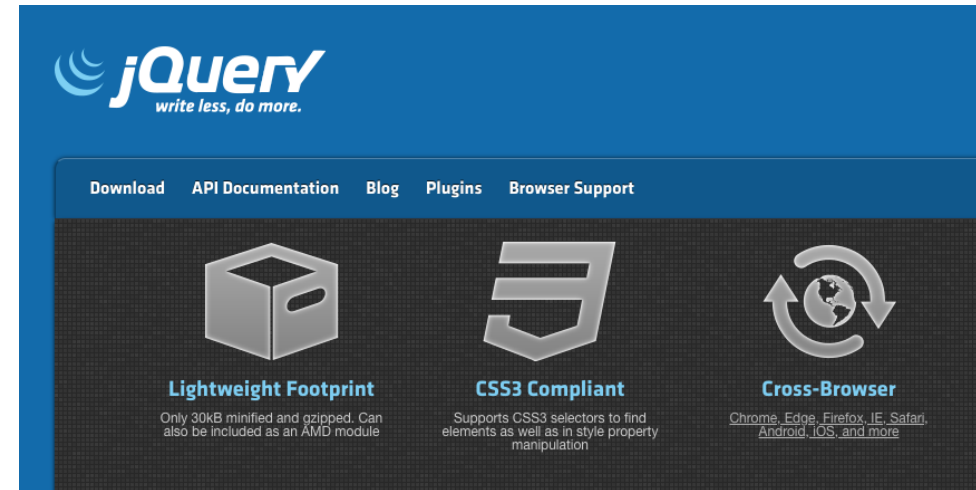 jQuery
write less, do more.
Download API Documentation Blog Plugins Browser Support
Lightweight Footprint
Only 30kB minified and gzipped. Can
also be included as an AMD module
CSS3 Compliant
Supports CSS3 selectors to find
elements as well as in style property
manipulation
Cross-Browser
Chrome, Edge, Firefox, IE, Safari,
Android, iOS, and more